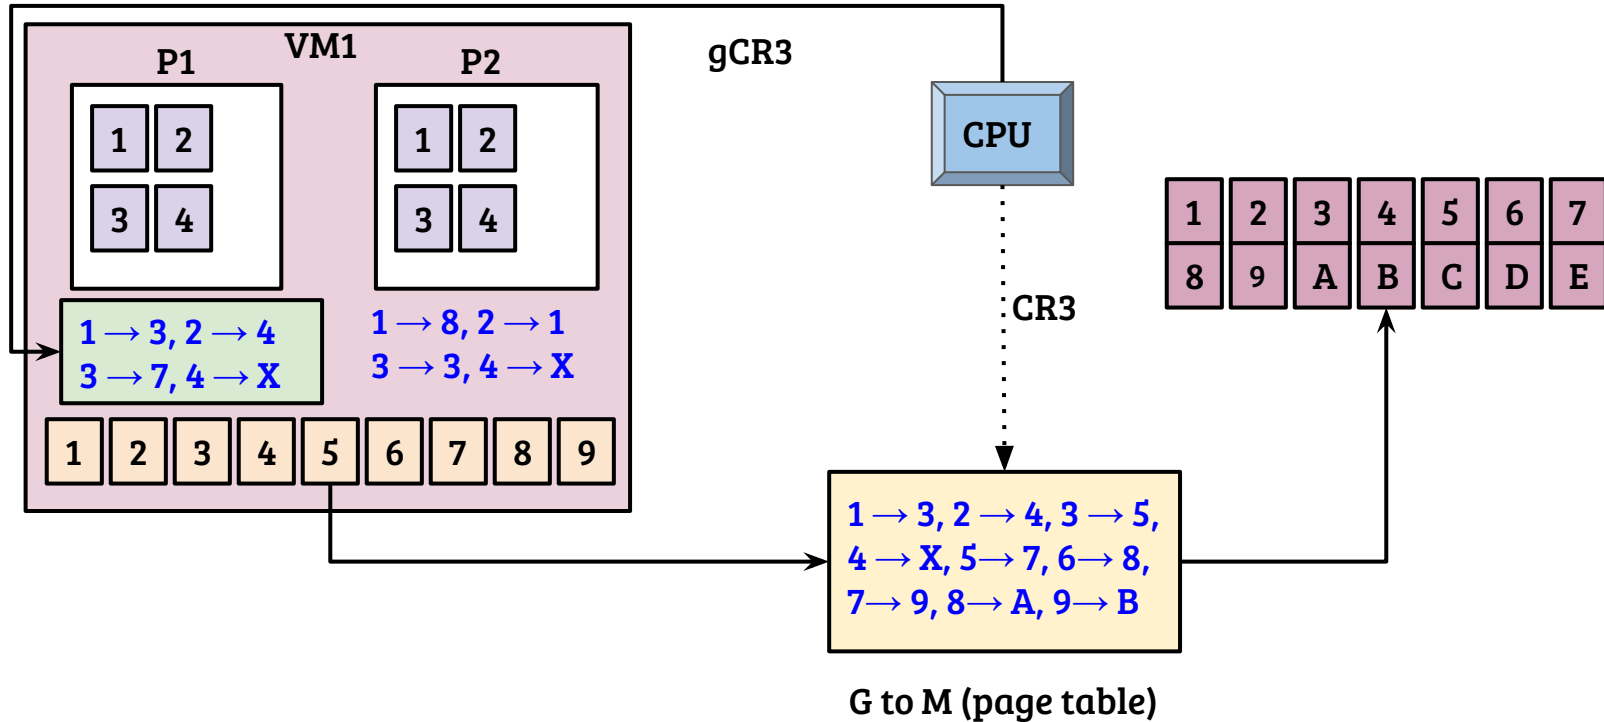 VM1
gCR3
P1
P2
1 2
3 4
1 2
3 4
CPU
1 2 3 4 5 6 7
8 9 A B C D E
CR3
1 → 3, 2 → 4
3 → 7, 4 → X
1 → 8, 2 → 1
3 → 3, 4 → X
1 2 3 4 5 6 7 8 9
1 → 3, 2 → 4, 3 → 5,
4 → X, 5→ 7, 6→ 8,
7→ 9, 8→ A, 9→ B
G to M (page table)